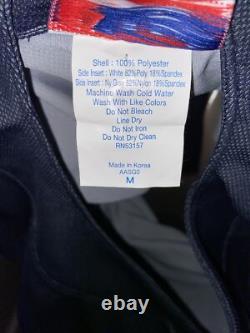 Shell : 100% Polyester
Side Insert : White 82%Poly 18%Spandex
Side Insert : Ny Grey 82%Nylon 18%Spandex
Machine Wash Cold Water
Wash With Like Colors
Do Not Bleach
Line Dry
Do Not Iron
Do Not Dry Clean
RN53157
Made in Korea
AASG0
M